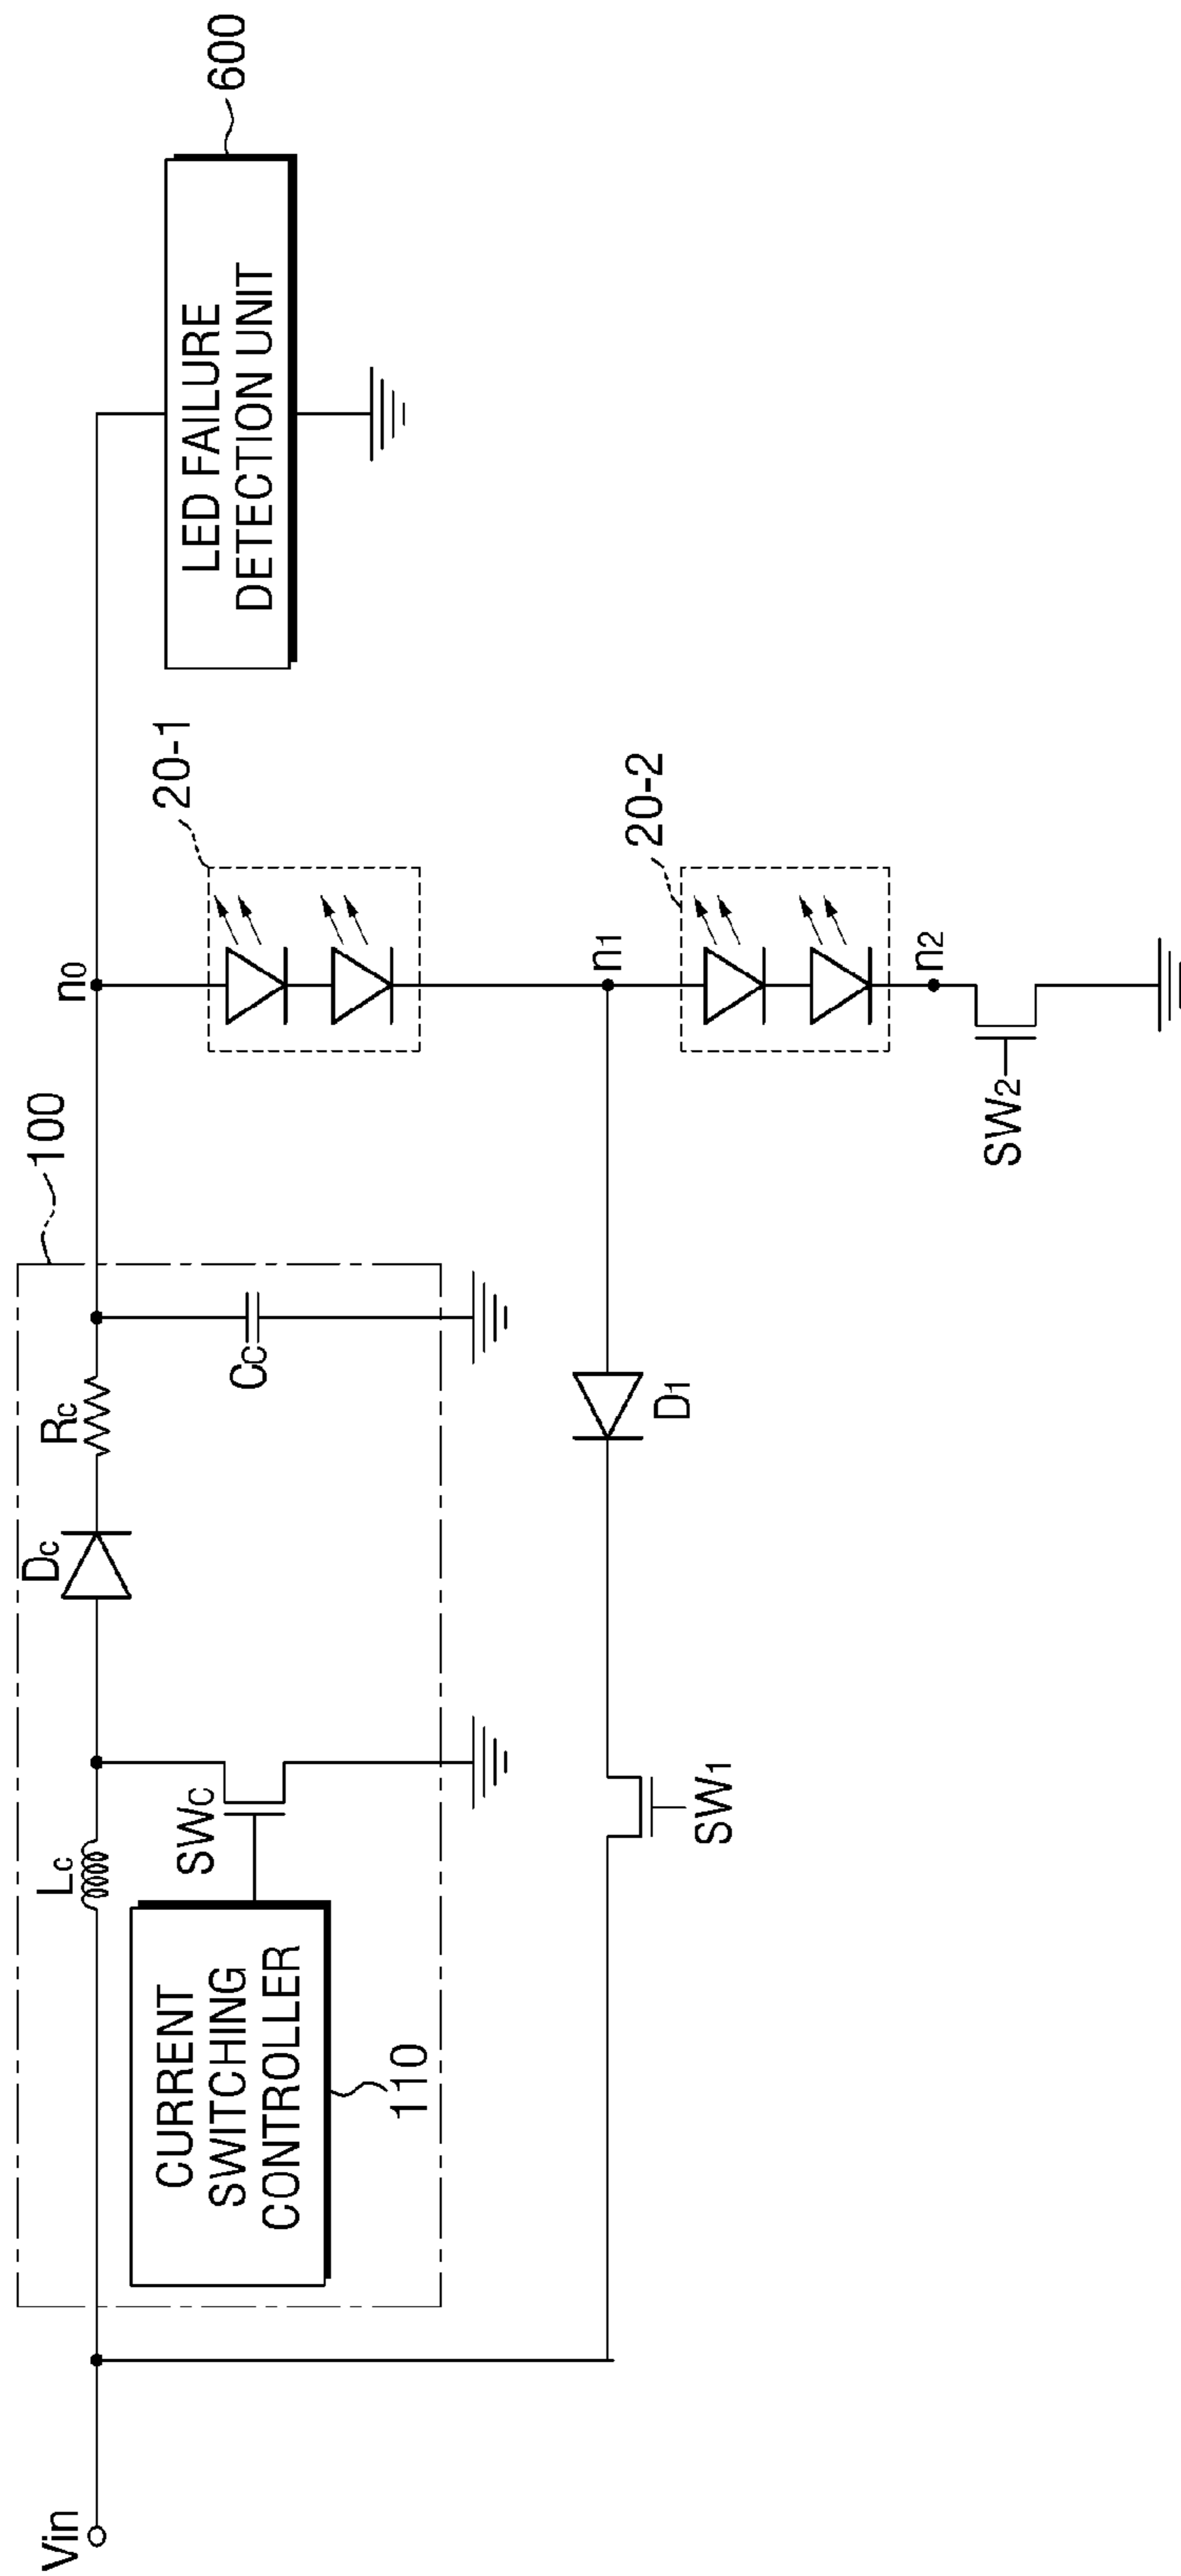 Vin
Lc
Dc
Rc
100
n0
CURRENT
SWITCHING
CONTROLLER
110
SWC
CC
20-1
LED FAILURE
DETECTION UNIT
600
SW1
D1
n1
20-2
n2
SW2